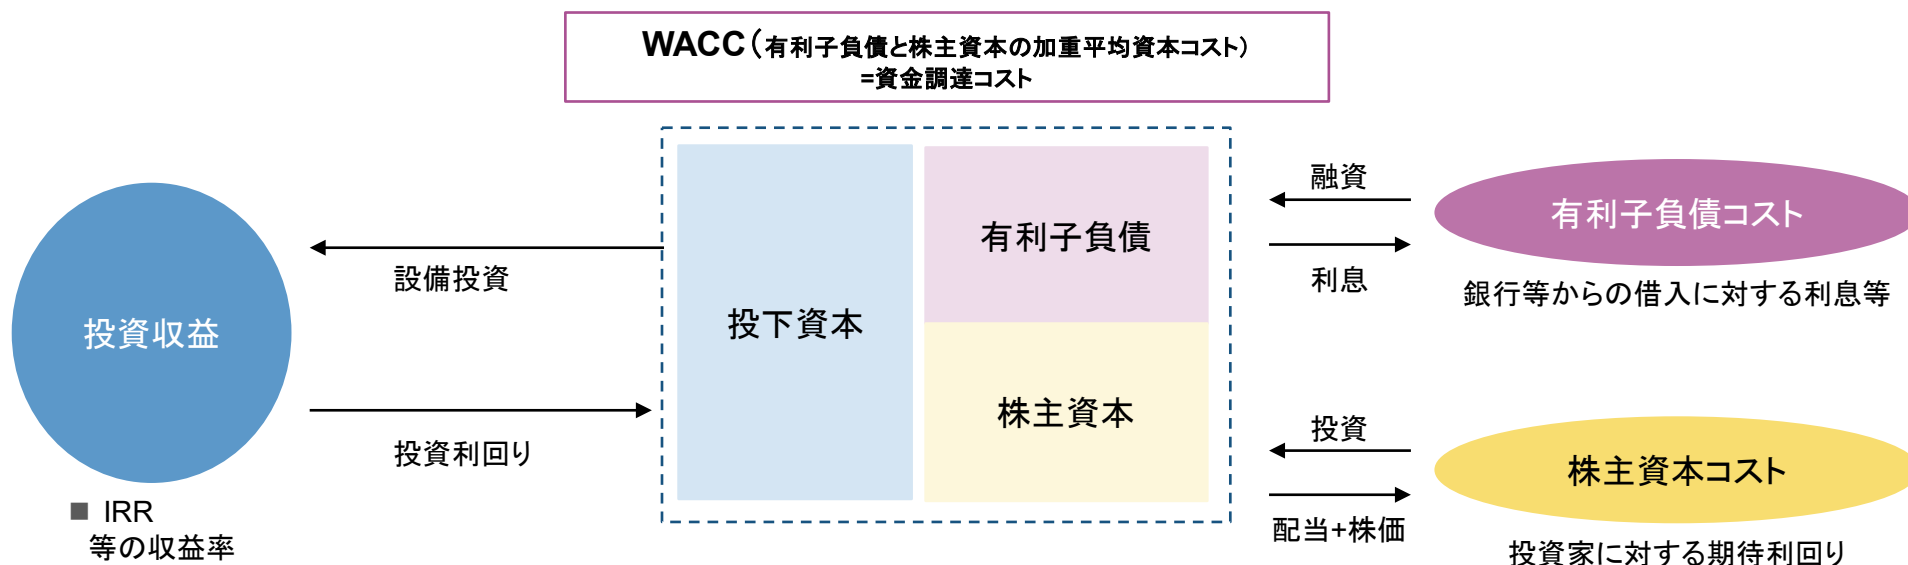 WACC(有利子負債と株主資本の加重平均資本コスト)
=資金調達コスト
投資収益
■ IRR
等の収益率
設備投資
投資利回り
投下資本
有利子負債
株主資本
融資
利息
有利子負債コスト
銀行等からの借入に対する利息等
投資
配当+株価
株主資本コスト
投資家に対する期待利回り